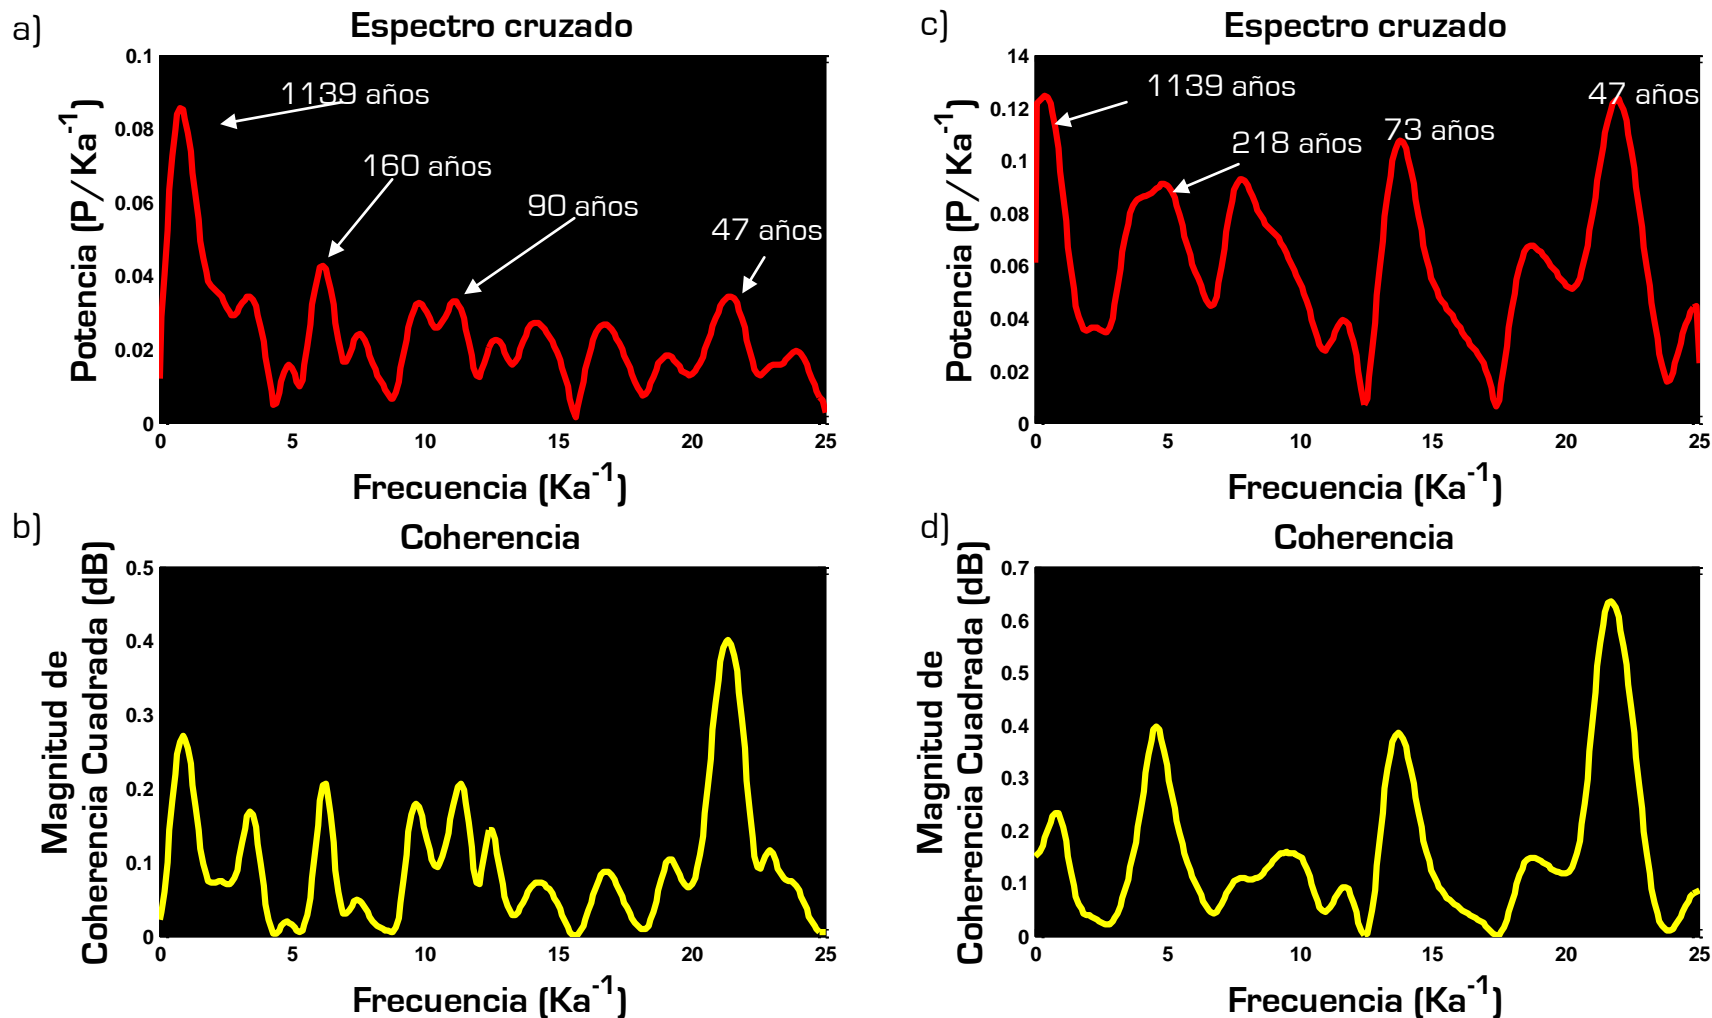 a)
Espectro cruzado
Potencia (P/Ka-1)
0.1
0.08
0.06
0.04
0.02
0
1139 años
160 años
90 años
47 años
0 5 10 15 20 25
Frecuencia (Ka-1)
c)
Espectro cruzado
Potencia (P/Ka-1)
14
0.12
0.1
0.08
0.06
0.04
0.02
0
1139 años
218 años
73 años
47 años
0 5 10 15 20 25
Frecuencia (Ka-1)
b)
Coherencia
Magnitud de
Coherencia Cuadrada (dB)
0.5
0.4
0.3
0.2
0.1
0
0 5 10 15 20 25
Frecuencia (Ka-1)
d)
Coherencia
Magnitud de
Coherencia Cuadrada (dB)
0.7
0.6
0.5
0.4
0.3
0.2
0.1
0
0 5 10 15 20 25
Frecuencia (Ka-1)